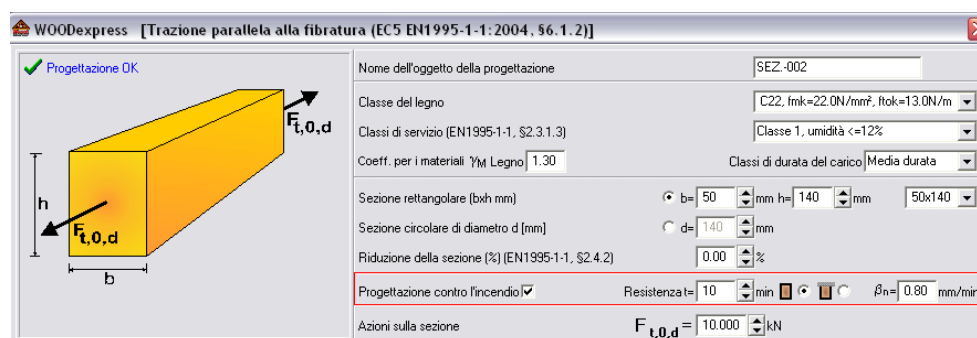 WOODexpress [Trazione parallela alla fibratura (EC5 EN1995-1-1:2004, §6.1.2)]
Progettazione OK
F t,0,d
h
F t,0,d
b
Nome dell'oggetto della progettazione SEZ.-002
Classe del legno C22, fmk=22.0N/mm², ftok=13.0N/m
Classi di servizio (EN1995-1-1, §2.3.1.3) Classe 1, umidità <=12%
Coeff. per i materiali γM Legno 1.30 Classi di durata del carico Media durata
Sezione rettangolare (bxh mm) b= 50 mm h= 140 mm 50x140
Sezione circolare di diametro d [mm] d= 140 mm
Riduzione della sezione (%) (EN1995-1-1, §2.4.2) 0.00 %
Progettazione contro l'incendio Resistenza t= 10 min βn= 0.80 mm/min
Azioni sulla sezione F t,0,d = 10.000 kN